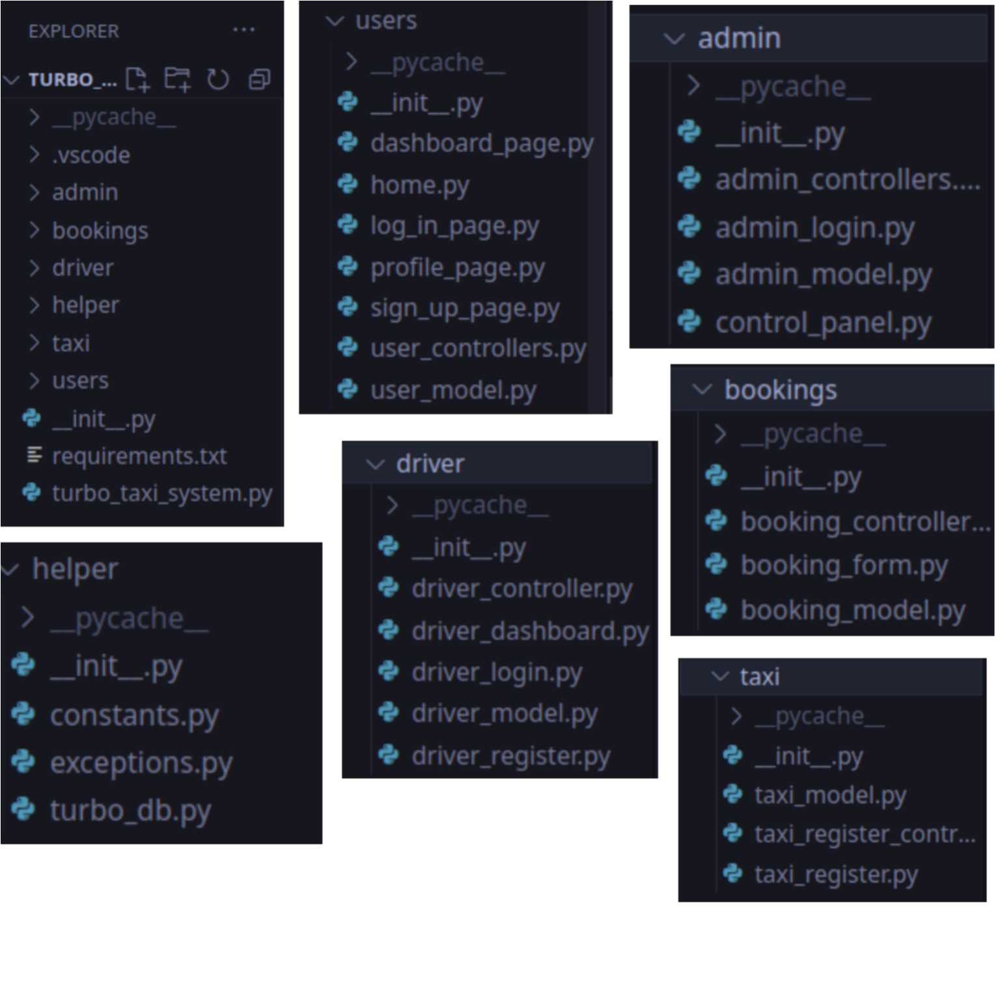 EXPLORER ...
TURBO_...
__pycache__
.vscode
admin
bookings
driver
helper
taxi
users
__init__.py
requirements.txt
turbo_taxi_system.py
users
__pycache__
__init__.py
dashboard_page.py
home.py
log_in_page.py
profile_page.py
sign_up_page.py
user_controllers.py
user_model.py
admin
__pycache__
__init__.py
admin_controllers....
admin_login.py
admin_model.py
control_panel.py
bookings
__pycache__
__init__.py
booking_controller...
booking_form.py
booking_model.py
helper
__pycache__
__init__.py
constants.py
exceptions.py
turbo_db.py
driver
__pycache__
__init__.py
driver_controller.py
driver_dashboard.py
driver_login.py
driver_model.py
driver_register.py
taxi
__pycache__
__init__.py
taxi_model.py
taxi_register_contr...
taxi_register.py